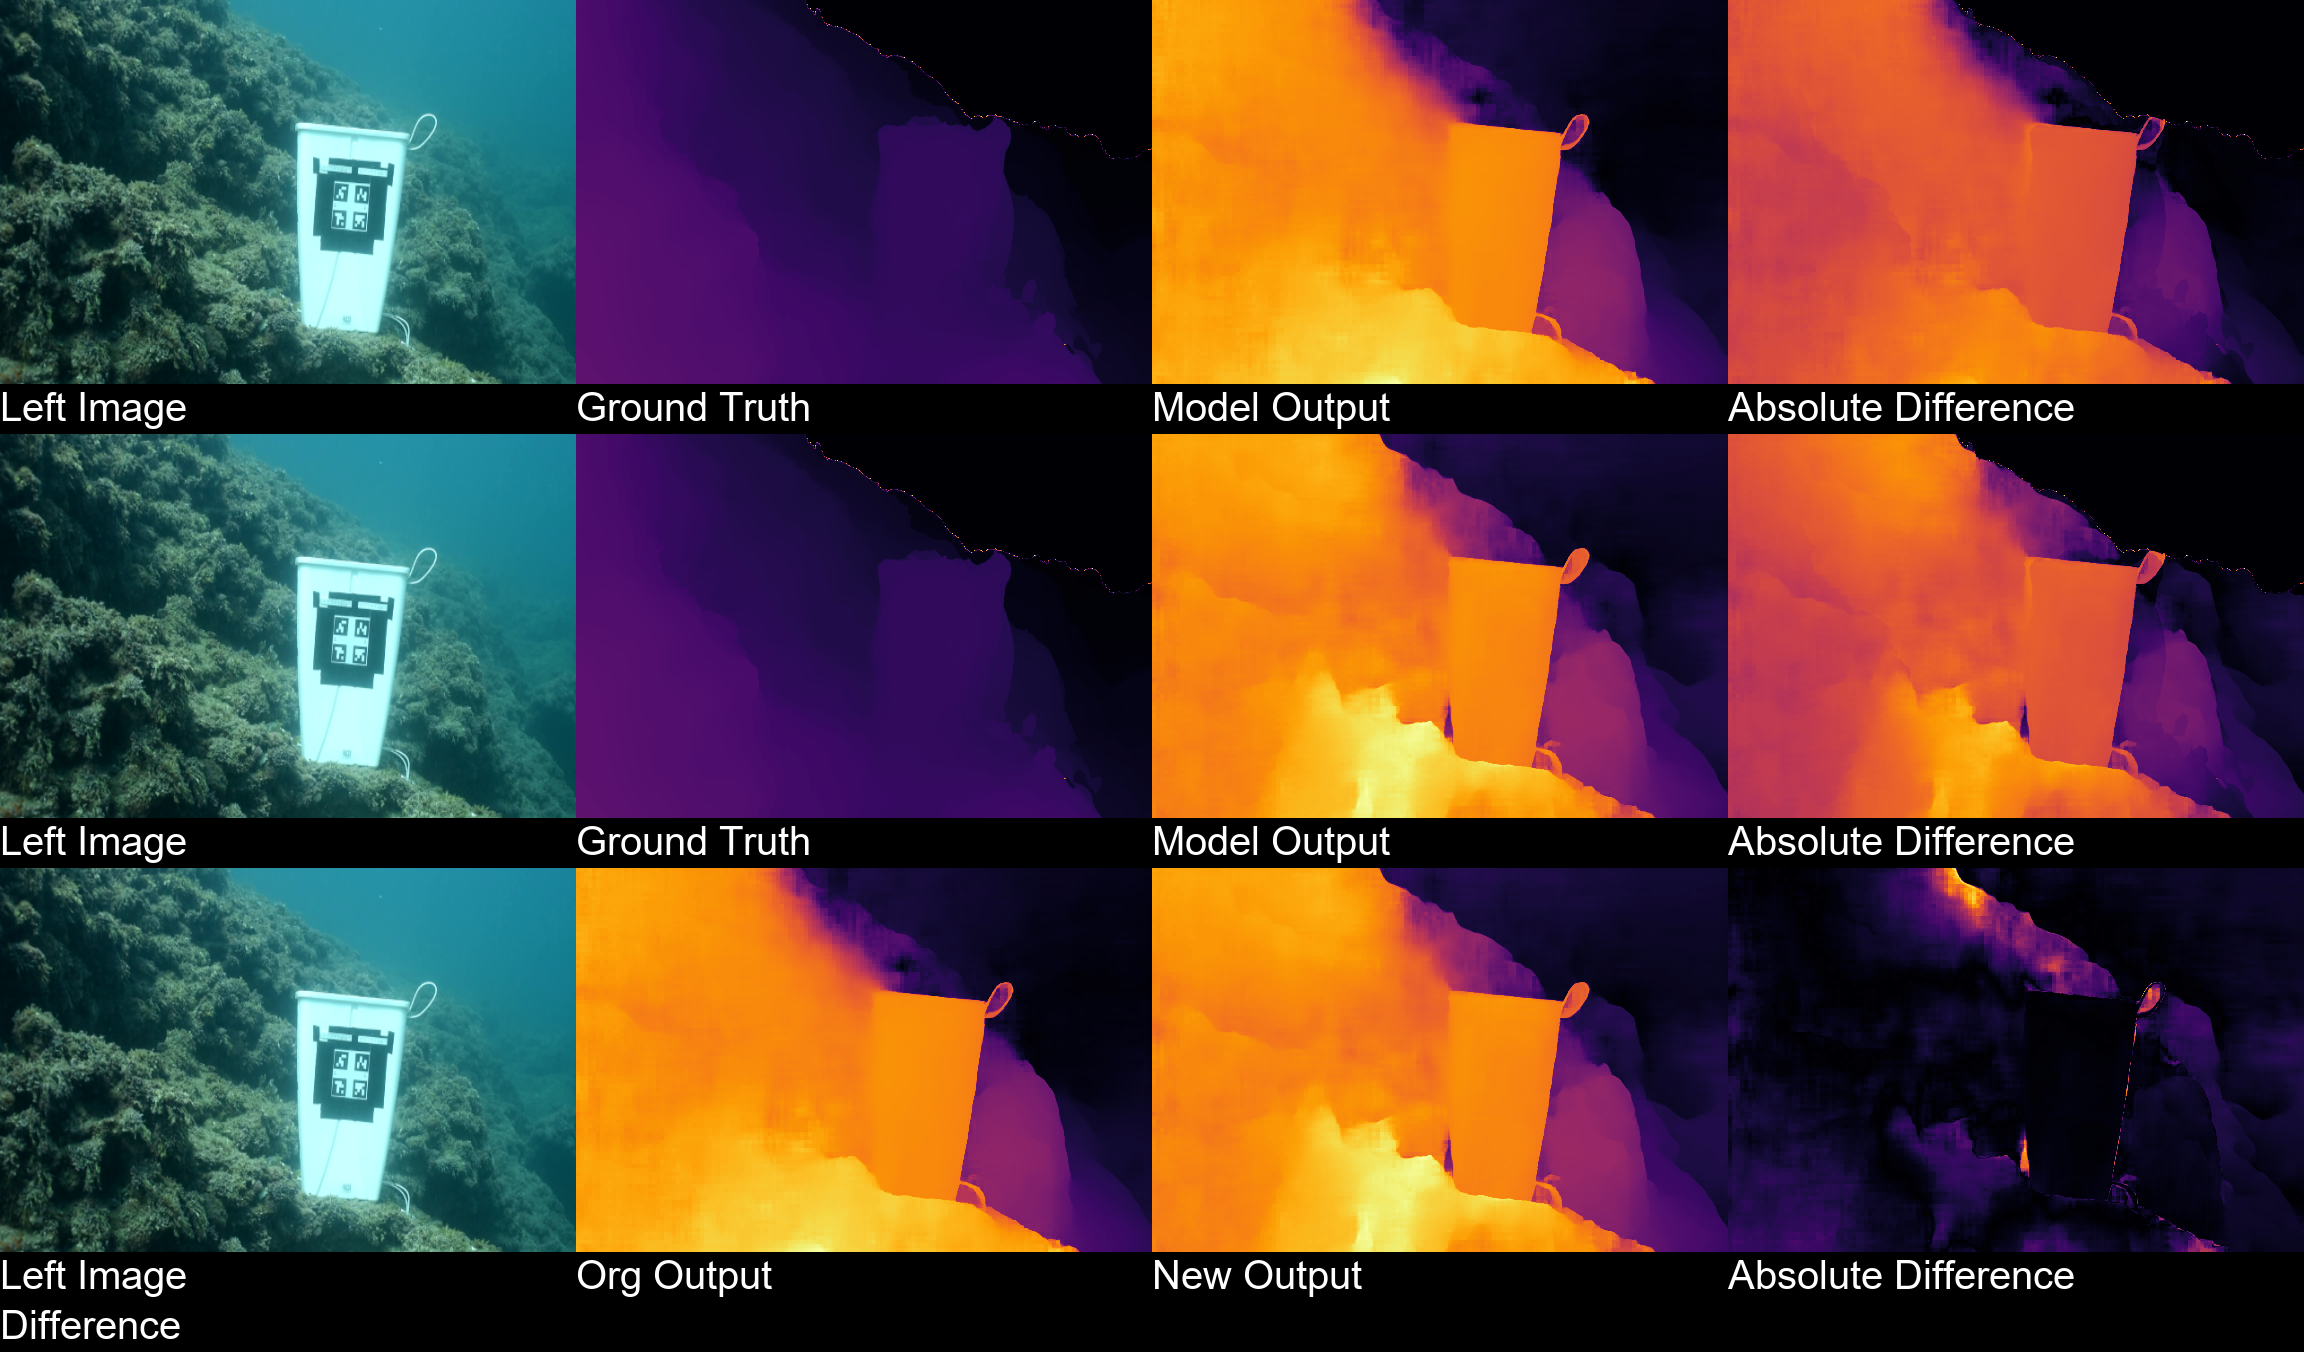 Left Image
Ground Truth
Model Output
Absolute Difference
Left Image
Ground Truth
Model Output
Absolute Difference
Left Image
Org Output
New Output
Absolute Difference
Difference